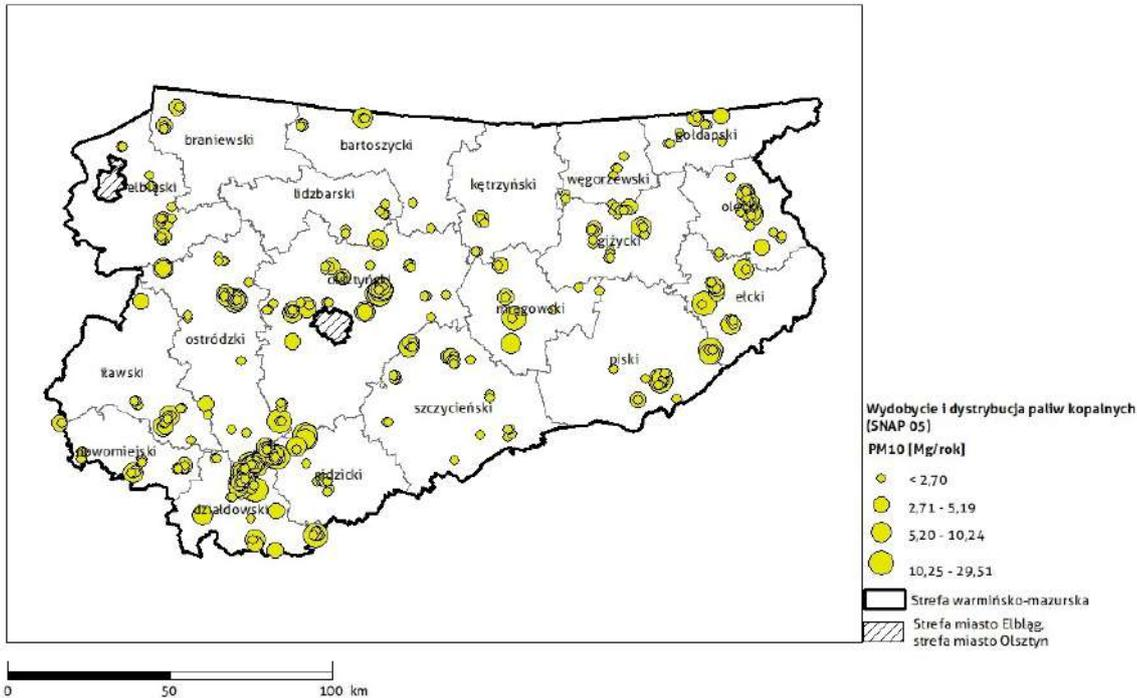 braniewski
bartoszycki
gołdapski
elbląski
lidzbarski
kętrzyński
węgorzewski
olecki
giżycki
olsztyński
ełcki
mrągowski
ostródzki
iławski
piski
szczycieński
nowomiejski
nidzicki
działdowski
Wydobycie i dystrybucja paliw kopalnych
(SNAP 05)
PM10 [Mg/rok]
< 2,70
2,71 - 5,19
5,20 - 10,24
10,25 - 29,51
Strefa warmińsko-mazurska
Strefa miasto Elbląg,
strefa miasto Olsztyn
0 50 100 km